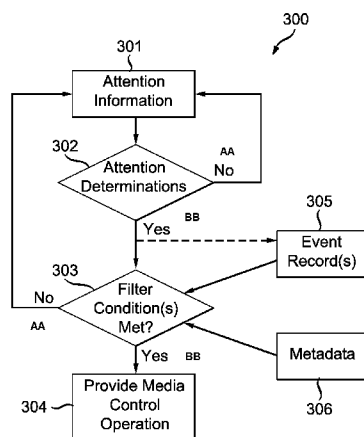 300
301
Attention
Information
302
Attention
Determinations
AA
No
BB
Yes
305
Event
Record(s)
303
Filter
Condition(s)
Met?
No
AA
Yes
BB
304
Provide Media
Control
Operation
Metadata
306